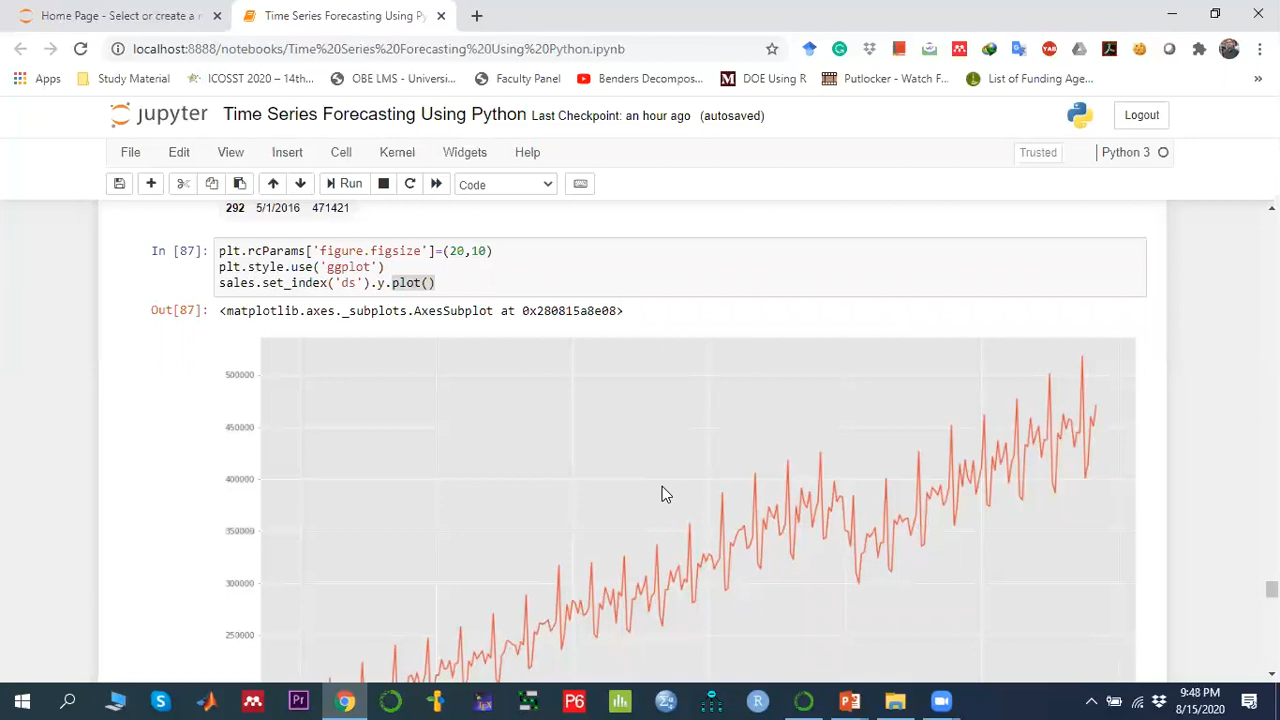 Home Page - Select or create a n
Time Series Forecasting Using Py
localhost:8888/notebooks/Time%20Series%20Forecasting%20Using%20Python.ipynb
Apps
Study Material
ICOSST 2020 – 14th...
OBE LMS - Universi...
Faculty Panel
Benders Decompos...
DOE Using R
Putlocker - Watch F...
List of Funding Age...
»
jupyter
Time Series Forecasting Using Python Last Checkpoint: an hour ago (autosaved)
Logout
File
Edit
View
Insert
Cell
Kernel
Widgets
Help
Trusted
Python 3
Run
Code
292 5/1/2016 471421
In [87]:
plt.rcParams['figure.figsize']=(20,10)
plt.style.use('ggplot')
sales.set_index('ds').y.plot()
Out[87]:
<matplotlib.axes._subplots.AxesSubplot at 0x280815a8e08>
500000
450000
400000
350000
300000
250000
9:48 PM
8/15/2020